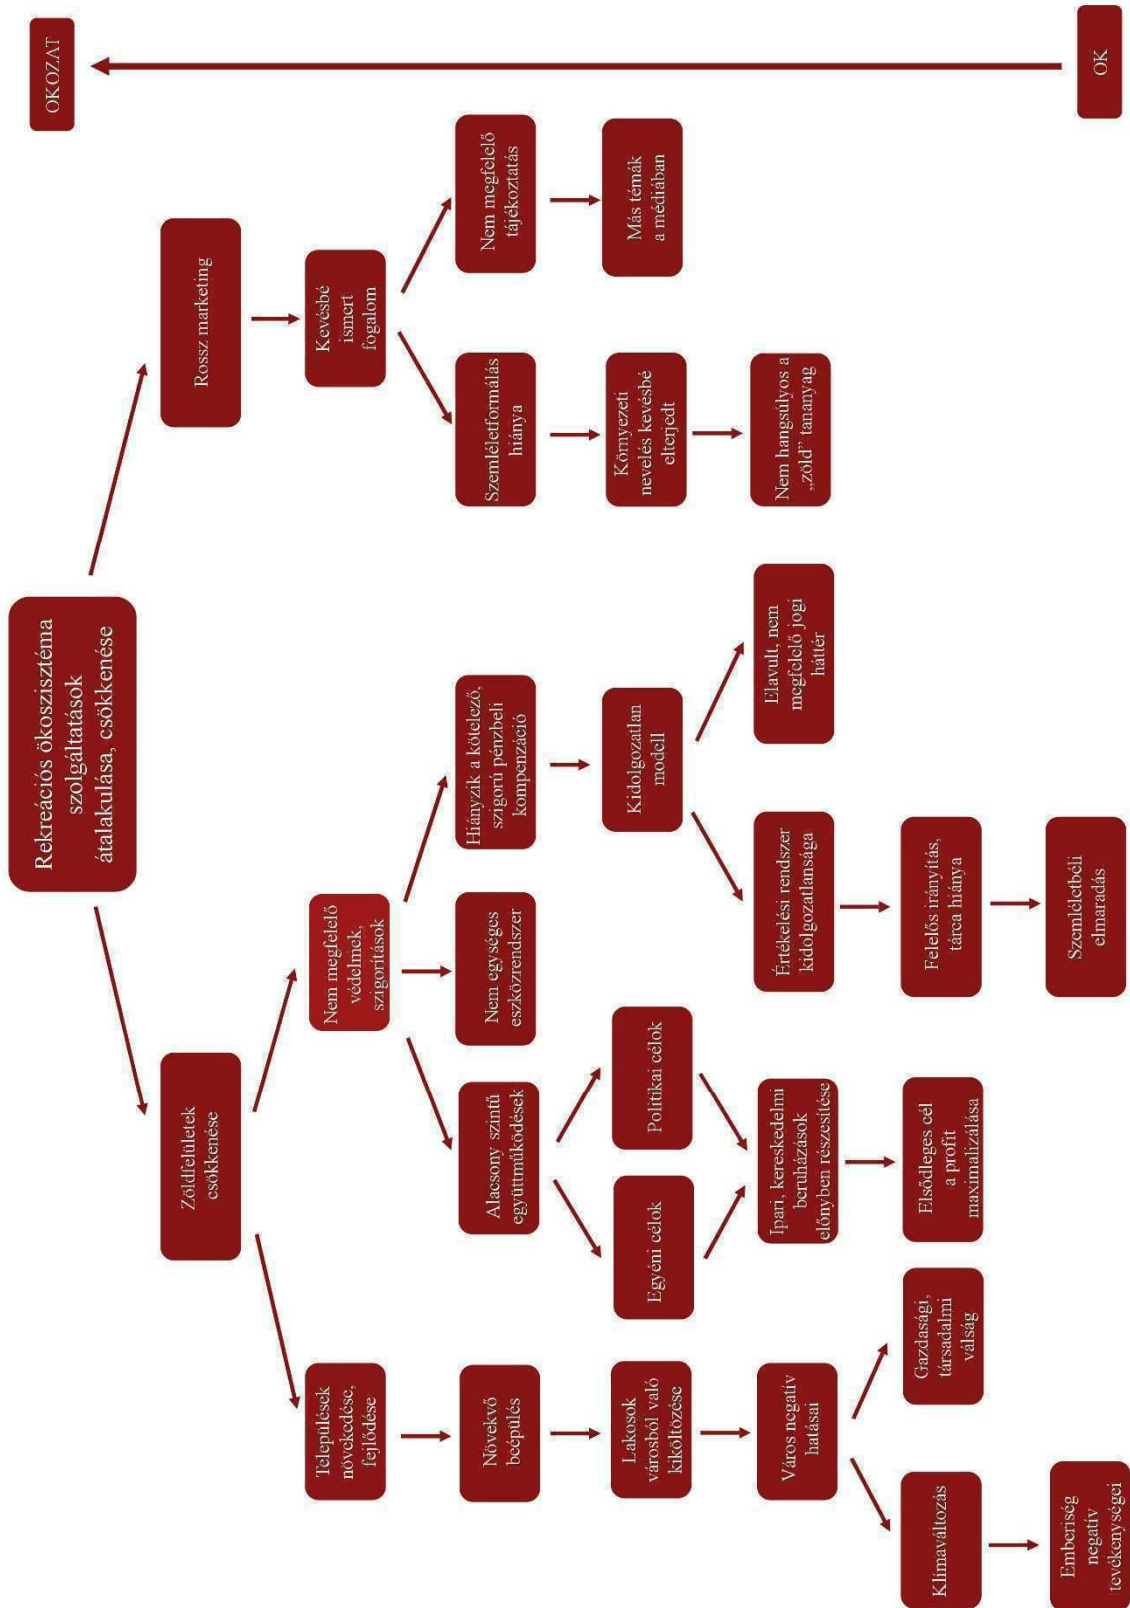 Rekreációs ökoszisztéma
szolgáltatások
átalakulása, csökkenése
OKOZAT
OK
Zöldfelületek
csökkenése
Rossz marketing
Települések
növekedése,
fejlődése
Nem megfelelő
védelmek,
szigorítások
Kevésbé
ismert
fogalom
Növekvő
beépülés
Alacsony szintű
együttműködések
Nem egységes
eszközrendszer
Hiányzik a kötelező,
szigorú pénzbeli
kompenzáció
Szemléletformálás
hiánya
Nem megfelelő
tájékoztatás
Lakosok
városból való
kiköltözése
Egyéni célok
Politikai célok
Kidolgozatlan
modell
Környezeti
nevelés kevésbé
elterjedt
Más témák
a médiában
Város negatív
hatásai
Ipari, kereskedelmi
beruházások
előnyben részesítése
Értékelési rendszer
kidolgozatlansága
Elavult, nem
megfelelő jogi
háttér
Nem hangsúlyos a
„zöld” tananyag
Klímaváltozás
Gazdasági,
társadalmi
válság
Elsődleges cél
a profit
maximalizálása
Felelős irányítás,
tárca hiánya
Emberiség
negatív
tevékenységei
Szemléletbéli
elmaradás